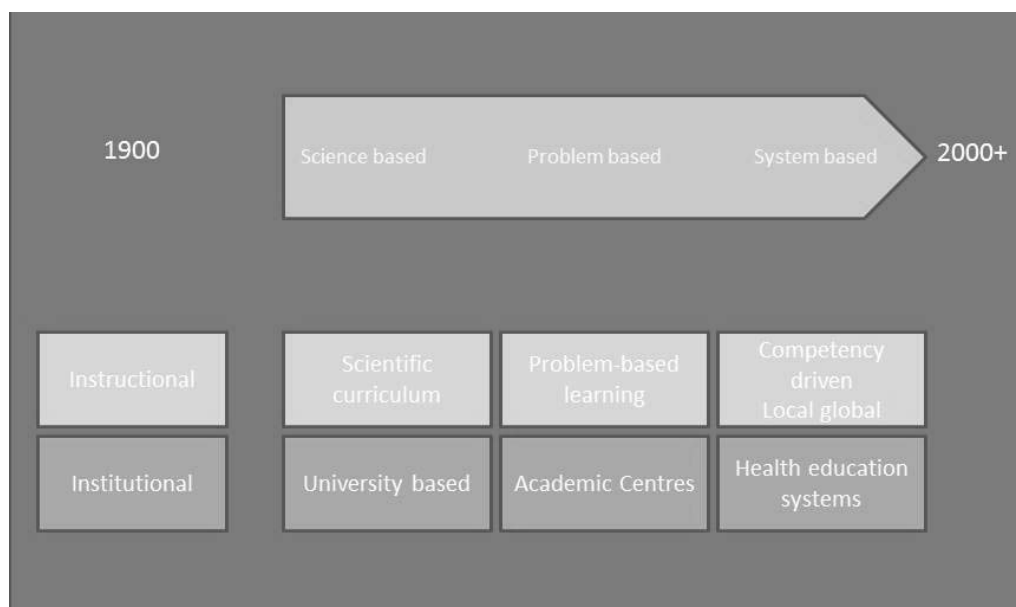 1900
Science based
Problem based
System based
2000+
Instructional
Scientific
curriculum
Problem-based
learning
Competency
driven
Local global
Institutional
University based
Academic Centres
Health education
systems